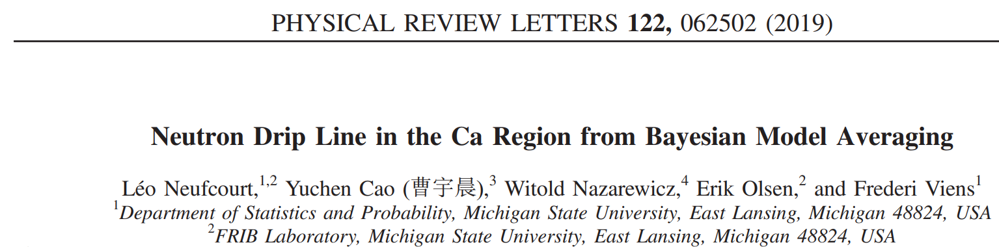 PHYSICAL REVIEW LETTERS 122, 062502 (2019)
Neutron Drip Line in the Ca Region from Bayesian Model Averaging
Léo Neufcourt,1,2 Yuchen Cao (曹宇晨),3 Witold Nazarewicz,4 Erik Olsen,2 and Frederi Viens1
1Department of Statistics and Probability, Michigan State University, East Lansing, Michigan 48824, USA
2FRIB Laboratory, Michigan State University, East Lansing, Michigan 48824, USA